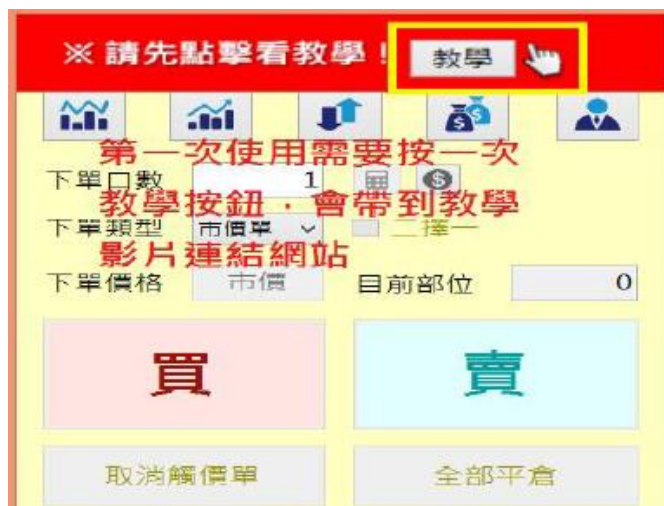 ※請先點擊看教學! 教學
第一次使用需要按一次
下單口數 1
教學按鈕,會帶到教學
下單類型 市價單 二擇一
影片連結網站
下單價格 市價 目前部位 0
買 賣
取消觸價單 全部平倉